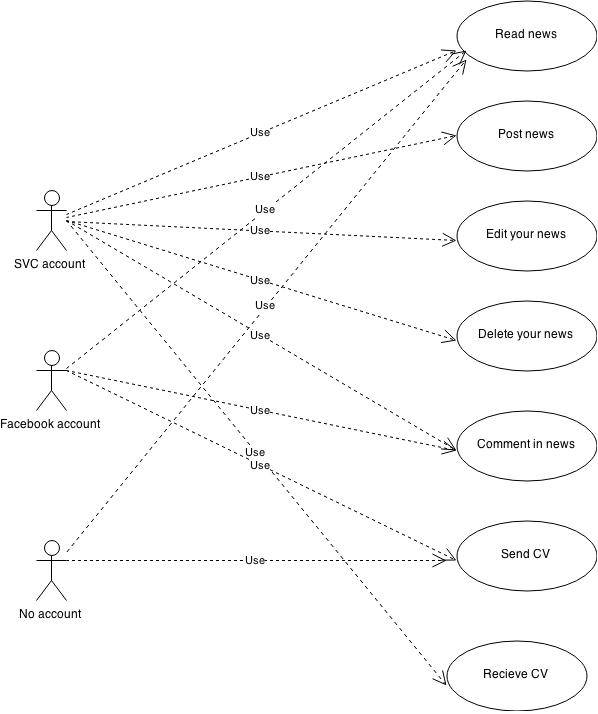 Read news
Use
Post news
Use
Use
Edit your news
Use
SVC account
Use
Use
Delete your news
Use
Use
Facebook account
Comment in news
Use
Use
Send CV
Use
No account
Recieve CV